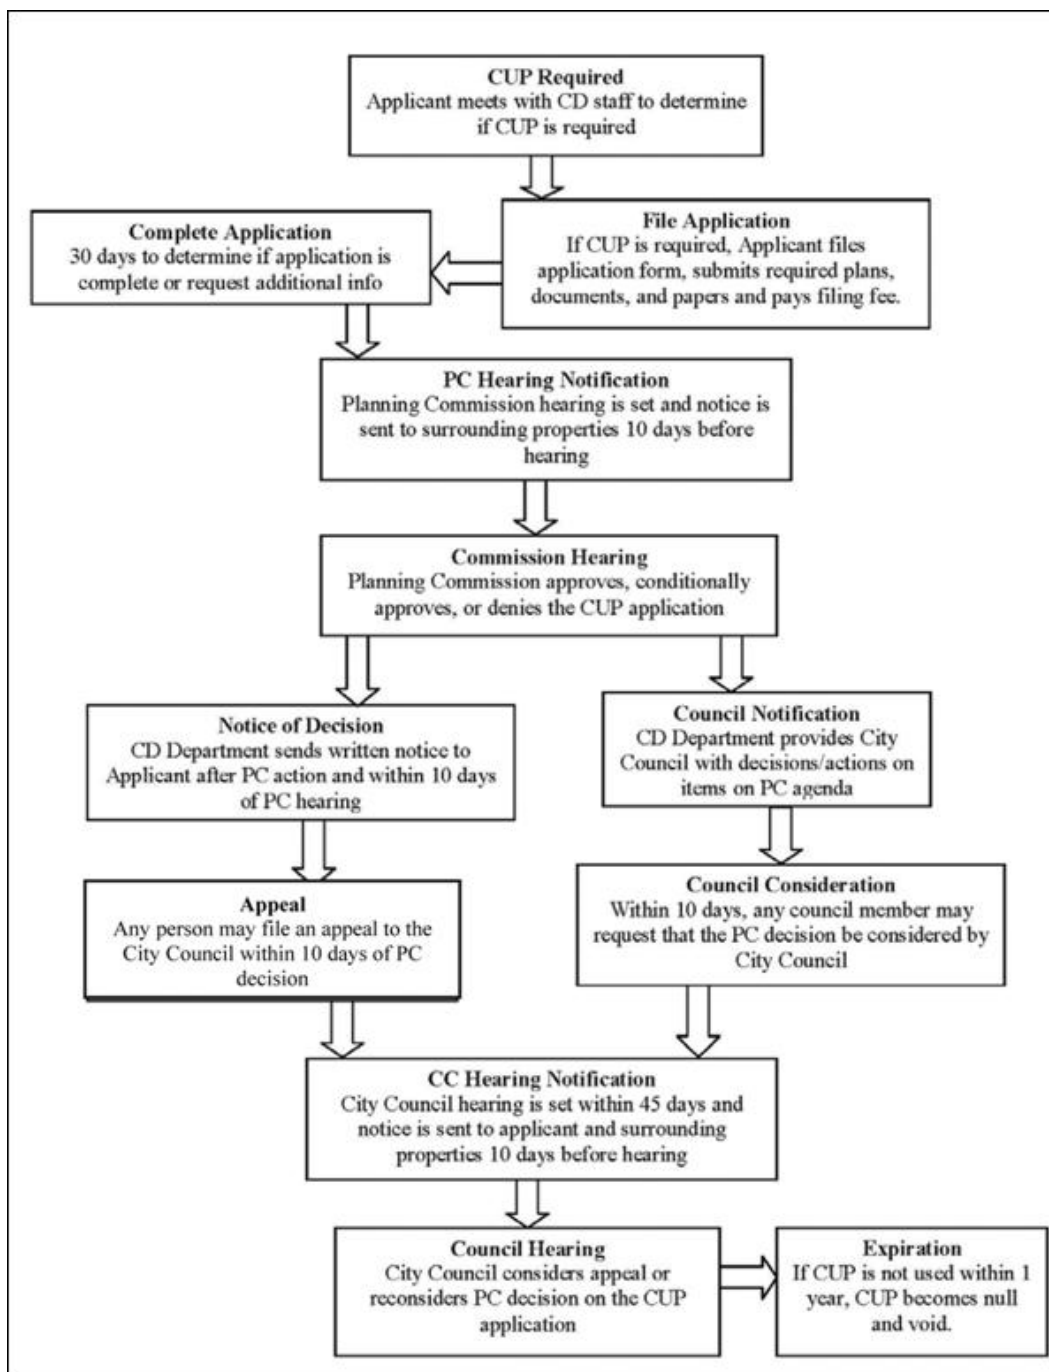 CUP Required
Applicant meets with CD staff to determine
if CUP is required
File Application
If CUP is required, Applicant files
application form, submits required plans,
documents, and papers and pays filing fee.
Complete Application
30 days to determine if application is
complete or request additional info
PC Hearing Notification
Planning Commission hearing is set and notice is
sent to surrounding properties 10 days before
hearing
Commission Hearing
Planning Commission approves, conditionally
approves, or denies the CUP application
Notice of Decision
CD Department sends written notice to
Applicant after PC action and within 10 days
of PC hearing
Council Notification
CD Department provides City
Council with decisions/actions on
items on PC agenda
Appeal
Any person may file an appeal to the
City Council within 10 days of PC
decision
Council Consideration
Within 10 days, any council member may
request that the PC decision be considered by
City Council
CC Hearing Notification
City Council hearing is set within 45 days and
notice is sent to applicant and surrounding
properties 10 days before hearing
Council Hearing
City Council considers appeal or
reconsiders PC decision on the CUP
application
Expiration
If CUP is not used within 1
year, CUP becomes null
and void.